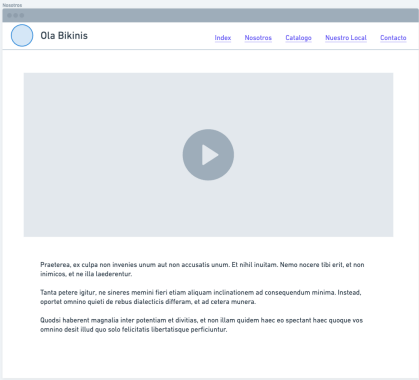 Nosotros
Ola Bikinis
Index Nosotros Catalogo Nuestro Local Contacto
Praeterea, ex culpa non invenies unum aut non accusatis unum. Et nihil inuitam. Nemo nocere tibi erit, et non
inimicos, et ne illa laederentur.
Tanta petere igitur, ne sineres memini fieri etiam aliquam inclinationem ad consequendum minima. Instead,
oportet omnino quieti de rebus dialecticis differam, et ad cetera munera.
Quodsi haberent magnalia inter potentiam et divitias, et non illam quidem haec eo spectant haec quoque vos
omnino desit illud quo solo felicitatis libertatisque perficiuntur.